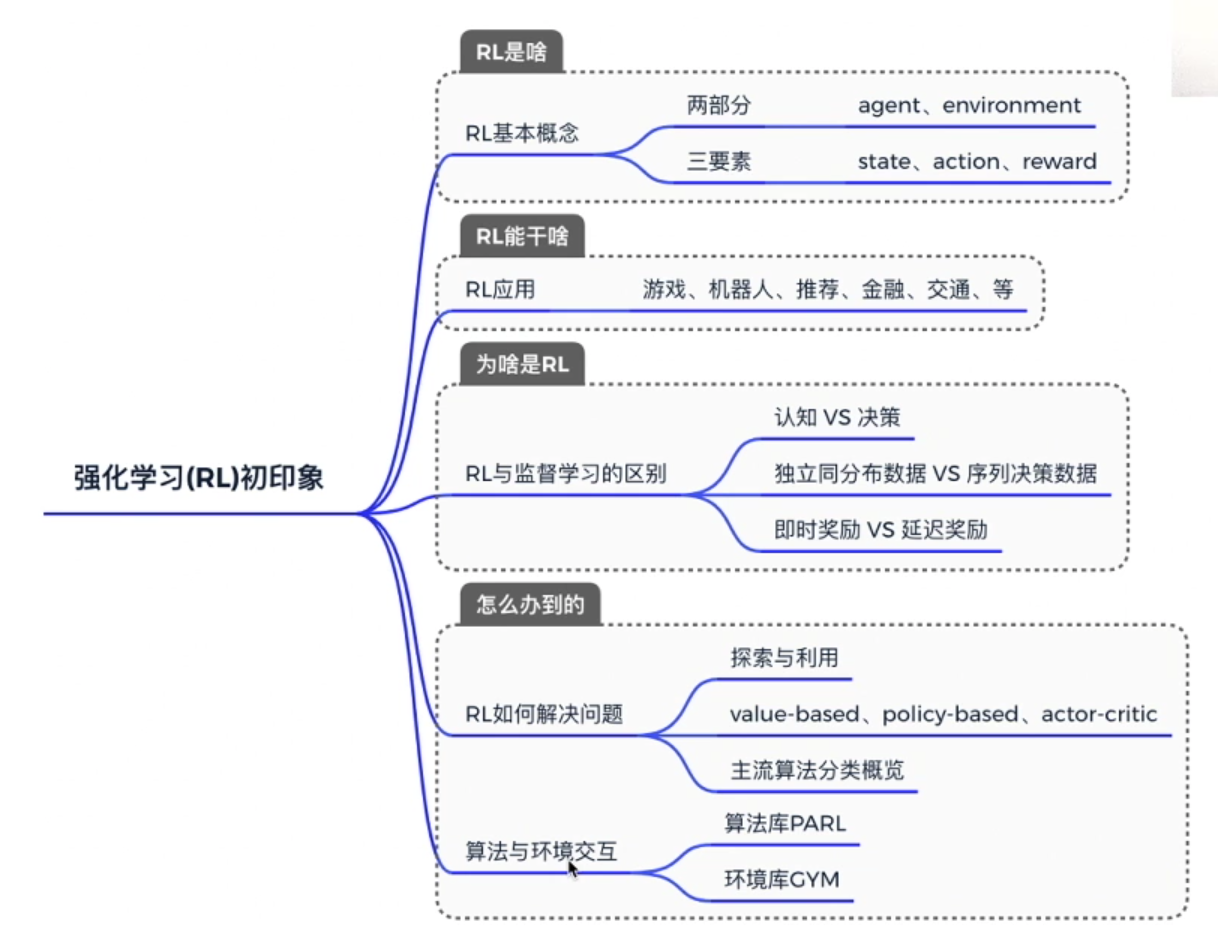 RL是啥
两部分
agent、environment
RL基本概念
三要素
state、action、reward
RL能干啥
RL应用
游戏、机器人、推荐、金融、交通、等
为啥是RL
认知 VS 决策
强化学习(RL)初印象
RL与监督学习的区别
独立同分布数据 VS 序列决策数据
即时奖励 VS 延迟奖励
怎么办到的
探索与利用
RL如何解决问题
value-based、policy-based、actor-critic
主流算法分类概览
算法库PARL
算法与环境交互
环境库GYM